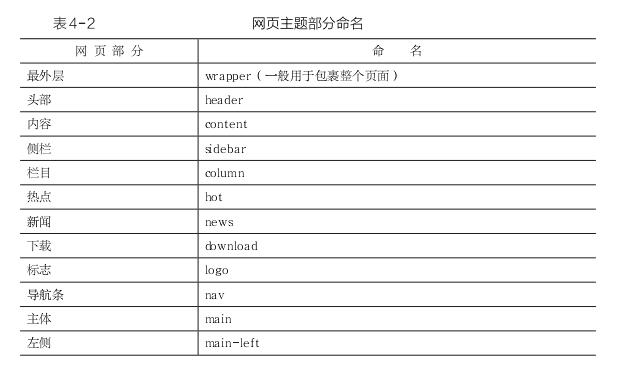 表4-2 网页主题部分命名
网页部分 命名
最外层 wrapper（一般用于包裹整个页面）
头部 header
内容 content
侧栏 sidebar
栏目 column
热点 hot
新闻 news
下载 download
标志 logo
导航条 nav
主体 main
左侧 main-left